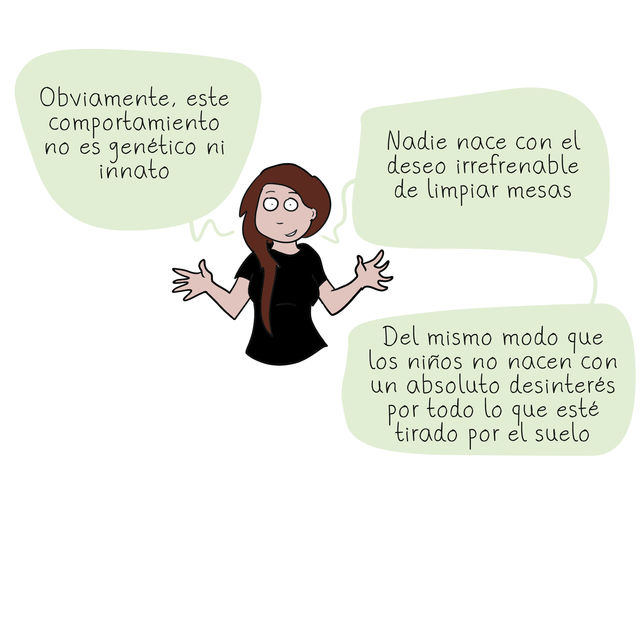 Obviamente, este
comportamiento
no es genético ni
innato
Nadie nace con el
deseo irrefrenable
de limpiar mesas
Del mismo modo que
los niños no nacen con
un absoluto desinterés
por todo lo que esté
tirado por el suelo